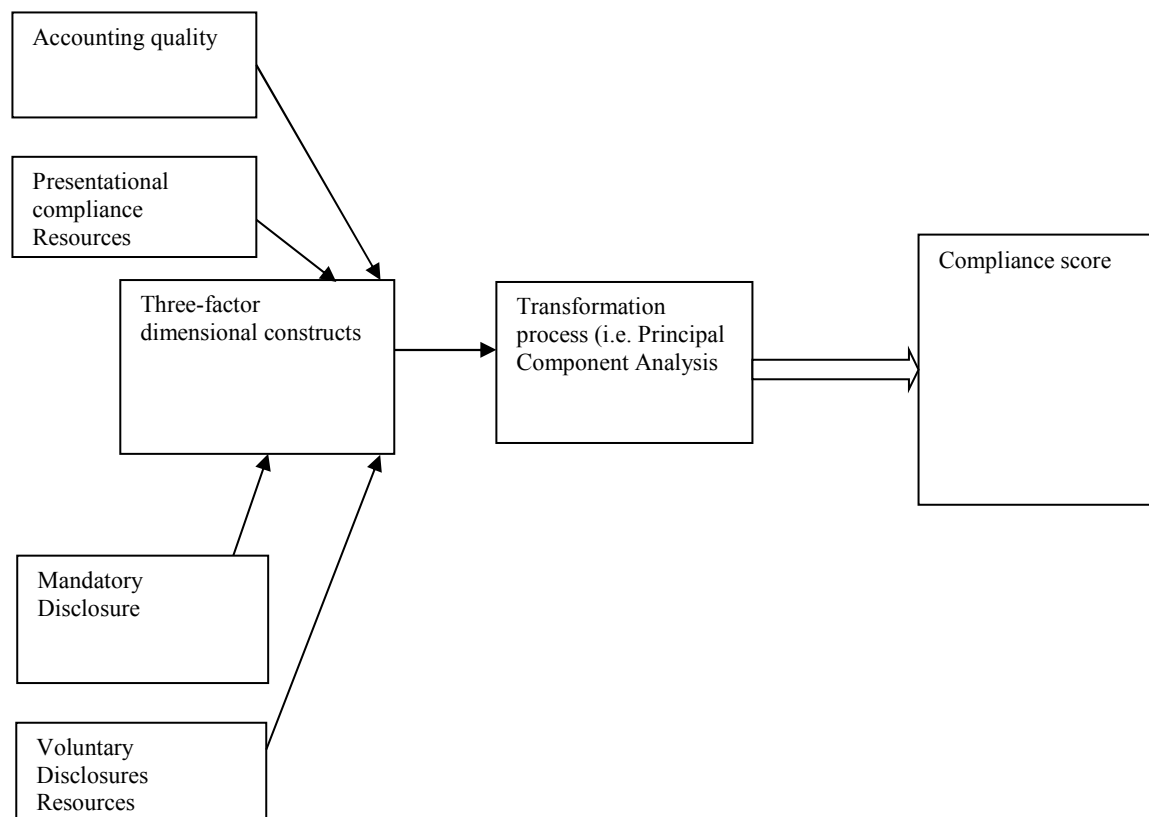 Accounting quality
Presentational
compliance
Resources
Three-factor
dimensional constructs
Transformation
process (i.e. Principal
Component Analysis
Compliance score
Mandatory
Disclosure
Voluntary
Disclosures
Resources